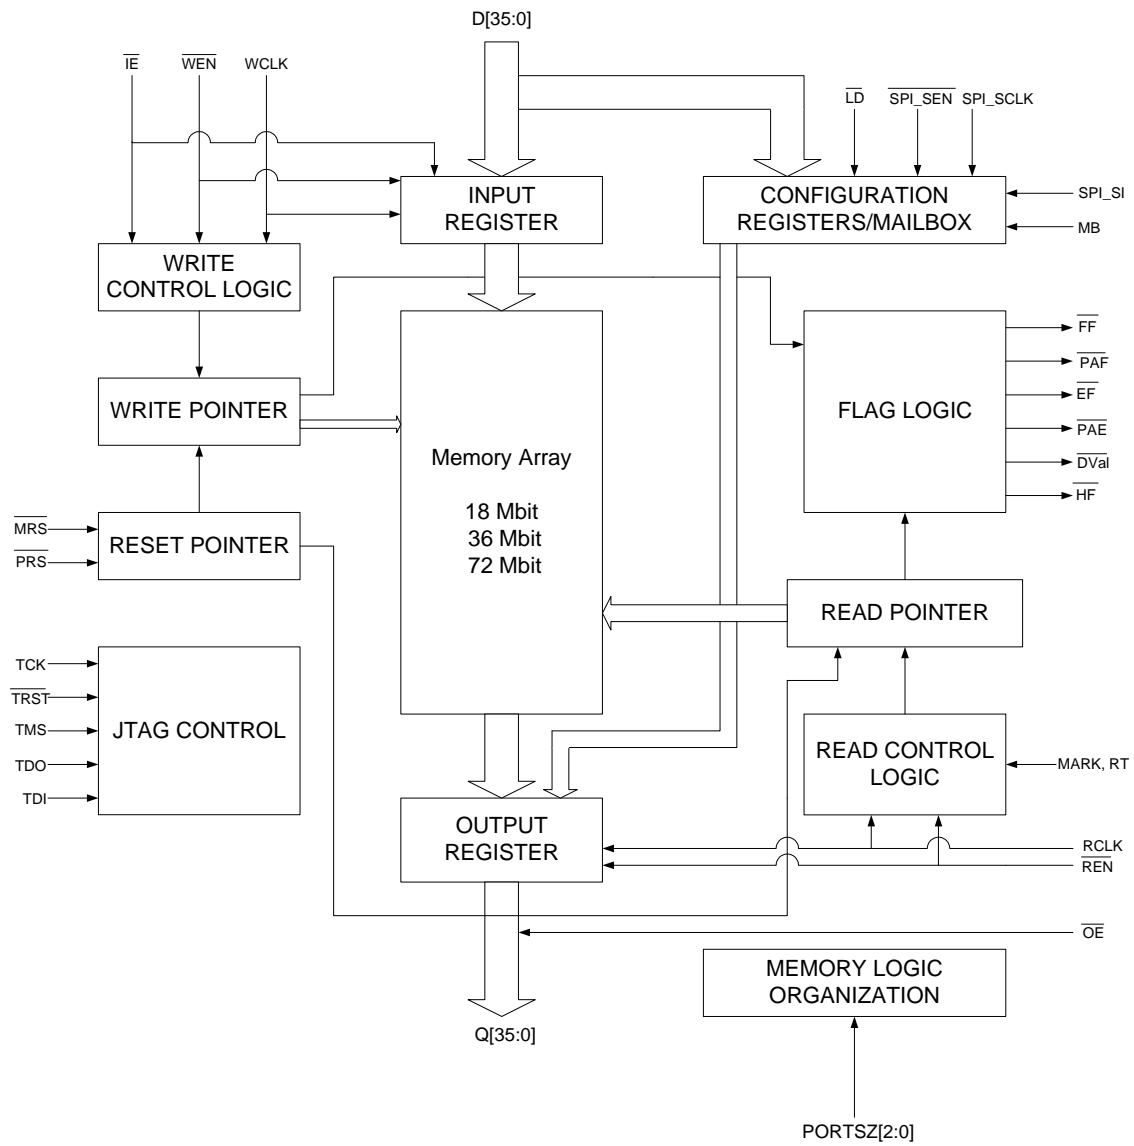 D[35:0]
IE
WEN
WCLK
LD
SPI_SEN
SPI_SCLK
INPUT
REGISTER
CONFIGURATION
REGISTERS/MAILBOX
SPI_SI
MB
WRITE
CONTROL LOGIC
WRITE POINTER
Memory Array
18 Mbit
36 Mbit
72 Mbit
FLAG LOGIC
FF
PAF
EF
PAE
DVal
HF
MRS
PRS
RESET POINTER
READ POINTER
TCK
TRST
TMS
TDO
TDI
JTAG CONTROL
READ CONTROL
LOGIC
MARK, RT
OUTPUT
REGISTER
RCLK
REN
OE
MEMORY LOGIC
ORGANIZATION
Q[35:0]
PORTSZ[2:0]